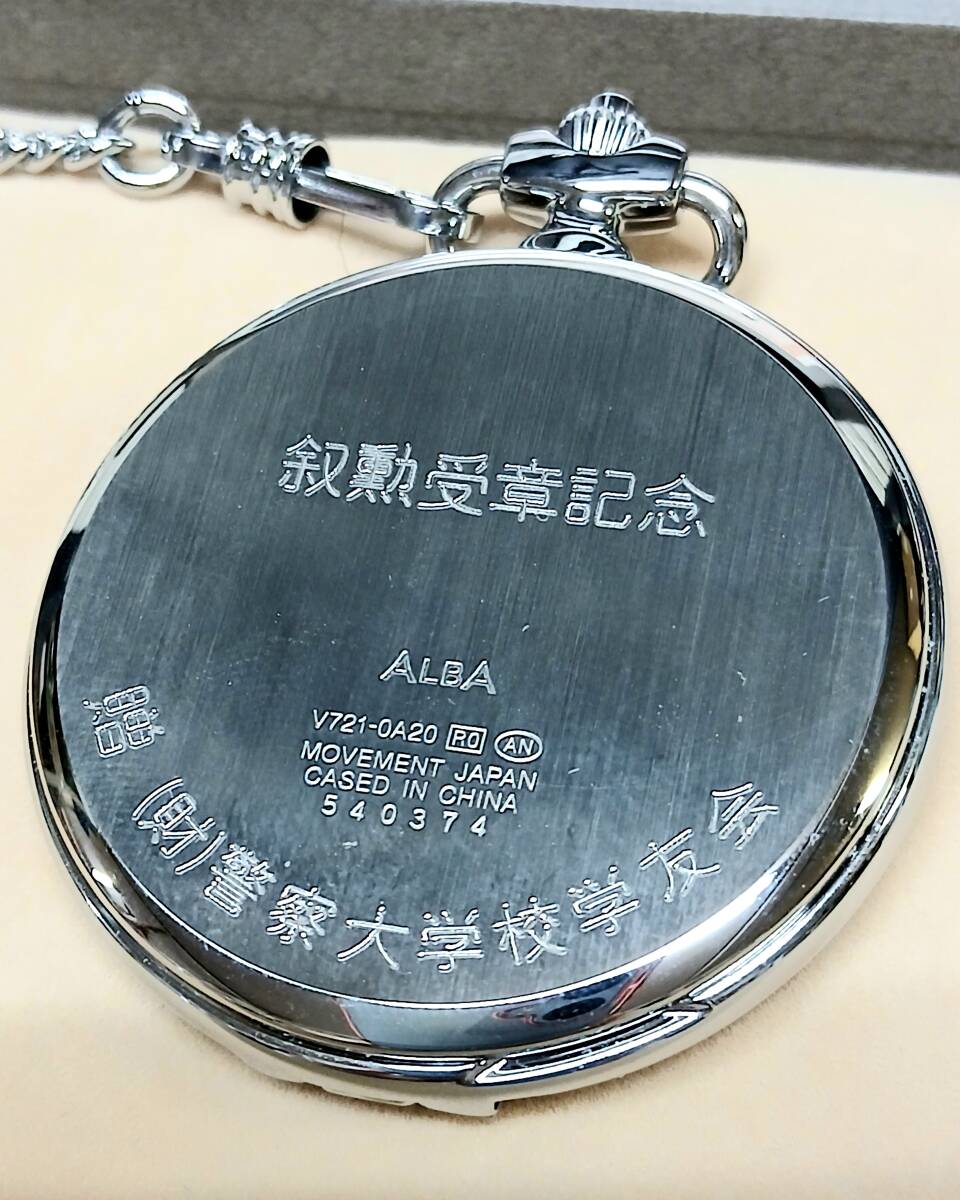 叙勲受章記念
ALBA
V721-0A20 R0 AN
MOVEMENT JAPAN
CASED IN CHINA
540374
贈 (財)警察大学校学友会